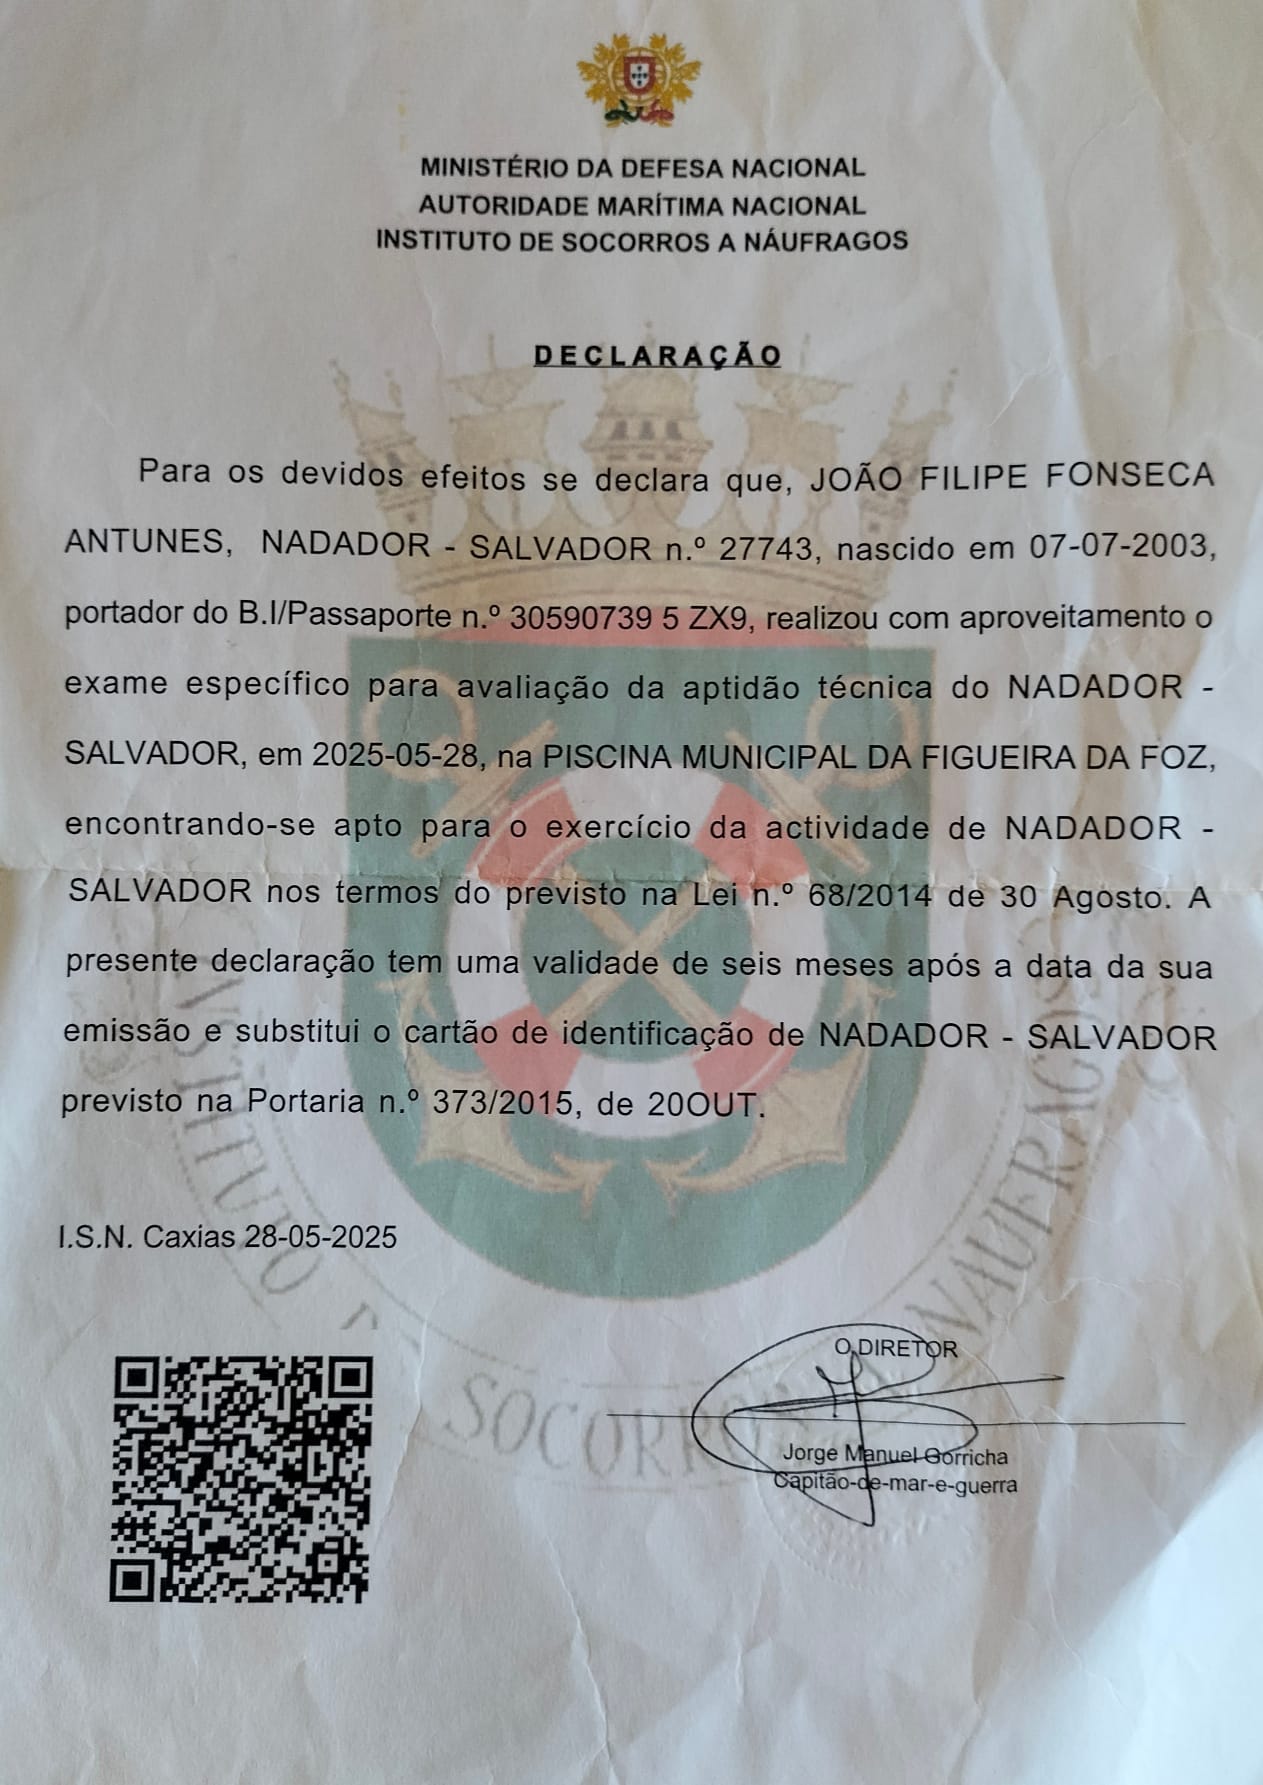 MINISTÉRIO DA DEFESA NACIONAL
AUTORIDADE MARÍTIMA NACIONAL
INSTITUTO DE SOCORROS A NÁUFRAGOS
DECLARAÇÃO
Para os devidos efeitos se declara que, JOÃO FILIPE FONSECA
ANTUNES, NADADOR - SALVADOR n.º 27743, nascido em 07-07-2003,
portador do B.I/Passaporte n.º 30590739 5 ZX9, realizou com aproveitamento o
exame específico para avaliação da aptidão técnica do NADADOR -
SALVADOR, em 2025-05-28, na PISCINA MUNICIPAL DA FIGUEIRA DA FOZ,
encontrando-se apto para o exercício da actividade de NADADOR -
SALVADOR nos termos do previsto na Lei n.º 68/2014 de 30 Agosto. A
presente declaração tem uma validade de seis meses após a data da sua
emissão e substitui o cartão de identificação de NADADOR - SALVADOR
previsto na Portaria n.º 373/2015, de 20OUT.
I.S.N. Caxias 28-05-2025
O DIRETOR
Jorge Manuel Gorricha
Capitão-de-mar-e-guerra
INSTITUTO DE SOCORROS A NAUFRAGOS